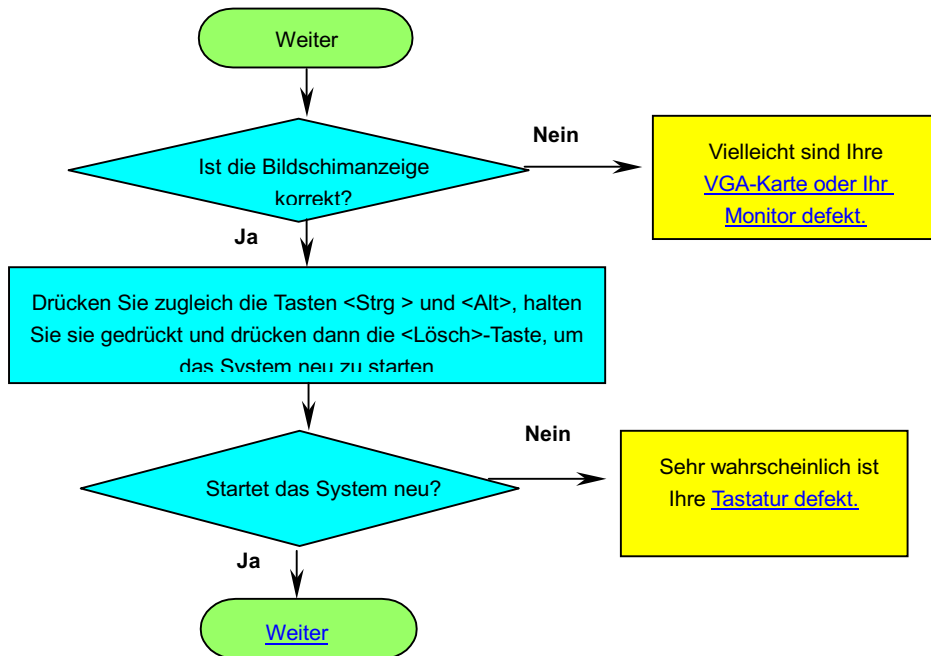 Weiter
Ist die Bildschimanzeige
korrekt?
Nein
Vielleicht sind Ihre
VGA-Karte oder Ihr
Monitor defekt.
Ja
Drücken Sie zugleich die Tasten <Strg > und <Alt>, halten
Sie sie gedrückt und drücken dann die <Lösch>-Taste, um
das System neu zu starten
Startet das System neu?
Nein
Sehr wahrscheinlich ist
Ihre Tastatur defekt.
Ja
Weiter